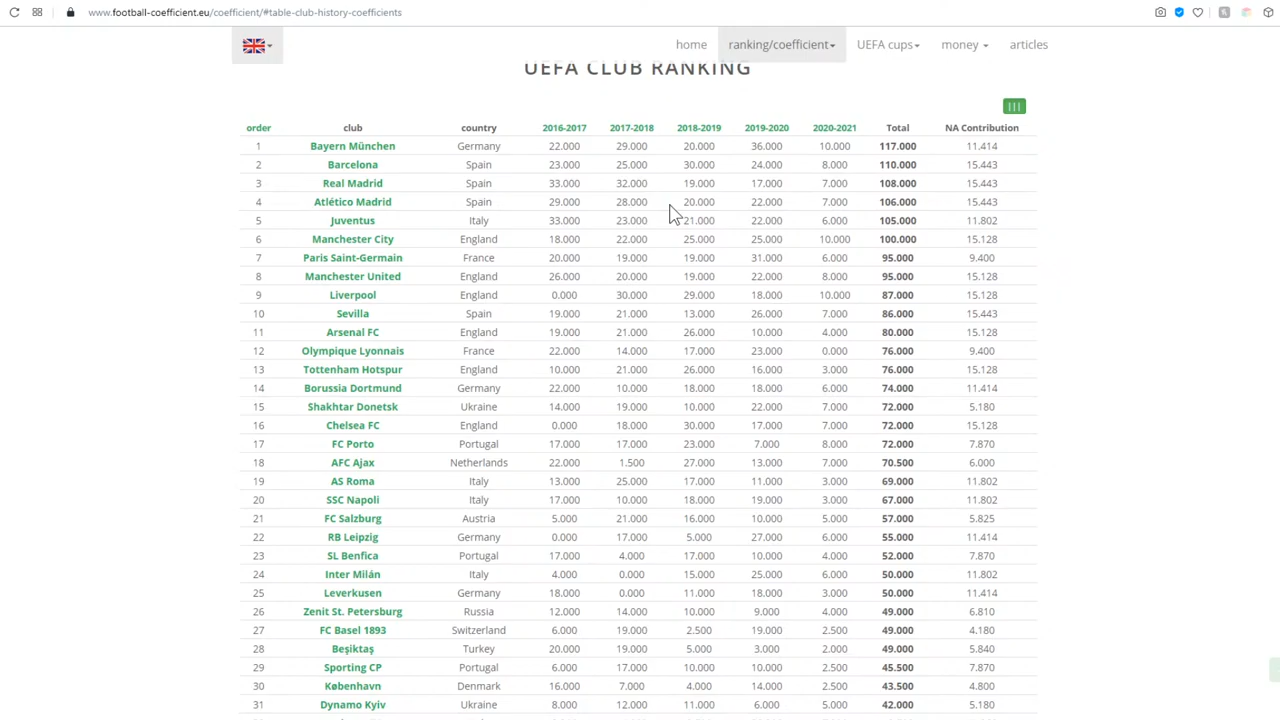 www.football-coefficient.eu/coefficient/#table-club-history-coefficients
home ranking/coefficient UEFA cups money articles
UEFA CLUB RANKING
order club country 2016-2017 2017-2018 2018-2019 2019-2020 2020-2021 Total NA Contribution
1 Bayern München Germany 22.000 29.000 20.000 36.000 10.000 117.000 11.414
2 Barcelona Spain 23.000 25.000 30.000 24.000 8.000 110.000 15.443
3 Real Madrid Spain 33.000 32.000 19.000 17.000 7.000 108.000 15.443
4 Atlético Madrid Spain 29.000 28.000 20.000 22.000 7.000 106.000 15.443
5 Juventus Italy 33.000 23.000 21.000 22.000 6.000 105.000 11.802
6 Manchester City England 18.000 22.000 25.000 25.000 10.000 100.000 15.128
7 Paris Saint-Germain France 20.000 19.000 19.000 31.000 6.000 95.000 9.400
8 Manchester United England 26.000 20.000 19.000 22.000 8.000 95.000 15.128
9 Liverpool England 0.000 30.000 29.000 18.000 10.000 87.000 15.128
10 Sevilla Spain 19.000 21.000 13.000 26.000 7.000 86.000 15.443
11 Arsenal FC England 19.000 21.000 26.000 10.000 4.000 80.000 15.128
12 Olympique Lyonnais France 22.000 14.000 17.000 23.000 0.000 76.000 9.400
13 Tottenham Hotspur England 10.000 21.000 26.000 16.000 3.000 76.000 15.128
14 Borussia Dortmund Germany 22.000 10.000 18.000 18.000 6.000 74.000 11.414
15 Shakhtar Donetsk Ukraine 14.000 19.000 10.000 22.000 7.000 72.000 5.180
16 Chelsea FC England 0.000 18.000 30.000 17.000 7.000 72.000 15.128
17 FC Porto Portugal 17.000 17.000 23.000 7.000 8.000 72.000 7.870
18 AFC Ajax Netherlands 22.000 1.500 27.000 13.000 7.000 70.500 6.000
19 AS Roma Italy 13.000 25.000 17.000 11.000 3.000 69.000 11.802
20 SSC Napoli Italy 17.000 10.000 18.000 19.000 3.000 67.000 11.802
21 FC Salzburg Austria 5.000 21.000 16.000 10.000 5.000 57.000 5.825
22 RB Leipzig Germany 0.000 17.000 5.000 27.000 6.000 55.000 11.414
23 SL Benfica Portugal 17.000 4.000 17.000 10.000 4.000 52.000 7.870
24 Inter Milán Italy 4.000 0.000 15.000 25.000 6.000 50.000 11.802
25 Leverkusen Germany 18.000 0.000 11.000 18.000 3.000 50.000 11.414
26 Zenit St. Petersburg Russia 12.000 14.000 10.000 9.000 4.000 49.000 6.810
27 FC Basel 1893 Switzerland 6.000 19.000 2.500 19.000 2.500 49.000 4.180
28 Beşiktaş Turkey 20.000 19.000 5.000 3.000 2.000 49.000 5.840
29 Sporting CP Portugal 6.000 17.000 10.000 10.000 2.500 45.500 7.870
30 København Denmark 16.000 7.000 4.000 14.000 2.500 43.500 4.800
31 Dynamo Kyiv Ukraine 8.000 12.000 11.000 6.000 5.000 42.000 5.180